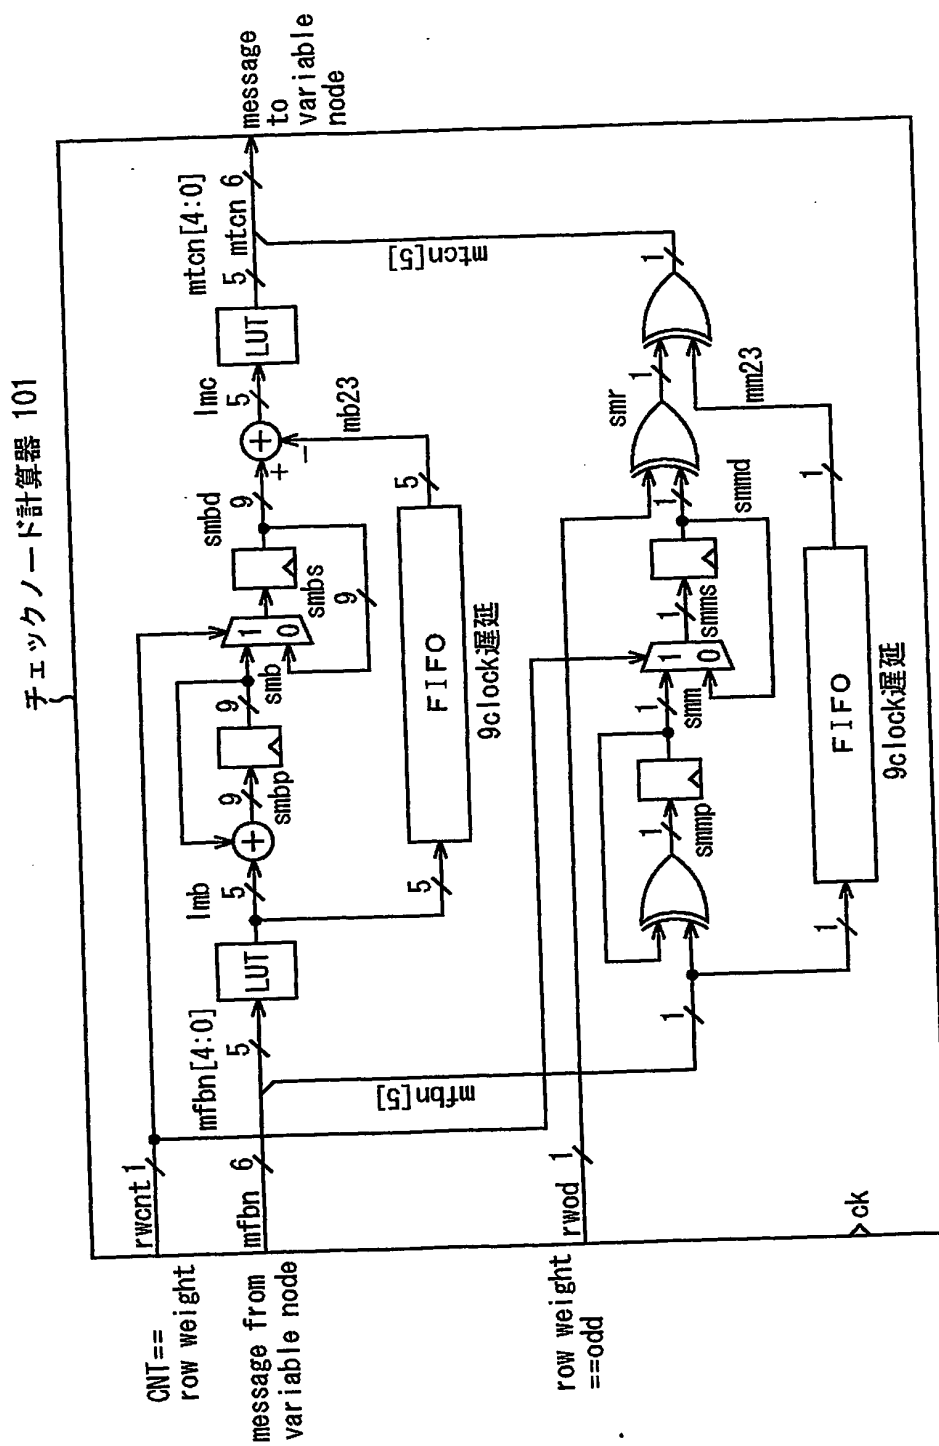 チェックノード計算器 101
CNT==
row weight
rwcnt 1
message from
variable node
mfbn 6
mfbn[4:0]
5
LUT
lmb
5
smbp
9
smb
9
1
0
smbs
9
smbd
9
+
−
lmc
5
LUT
mtcn[4:0]
5
mtcn 6
message
to
variable
node
5
FIFO
9clock遅延
5
mb23
mfbn[5]
mtcn[5]
row weight
==odd
rwod 1
1
1
smmp
1
smm
1
1
0
smms
1
smmd
1
smr
1
1
1
FIFO
9clock遅延
1
mm23
ck